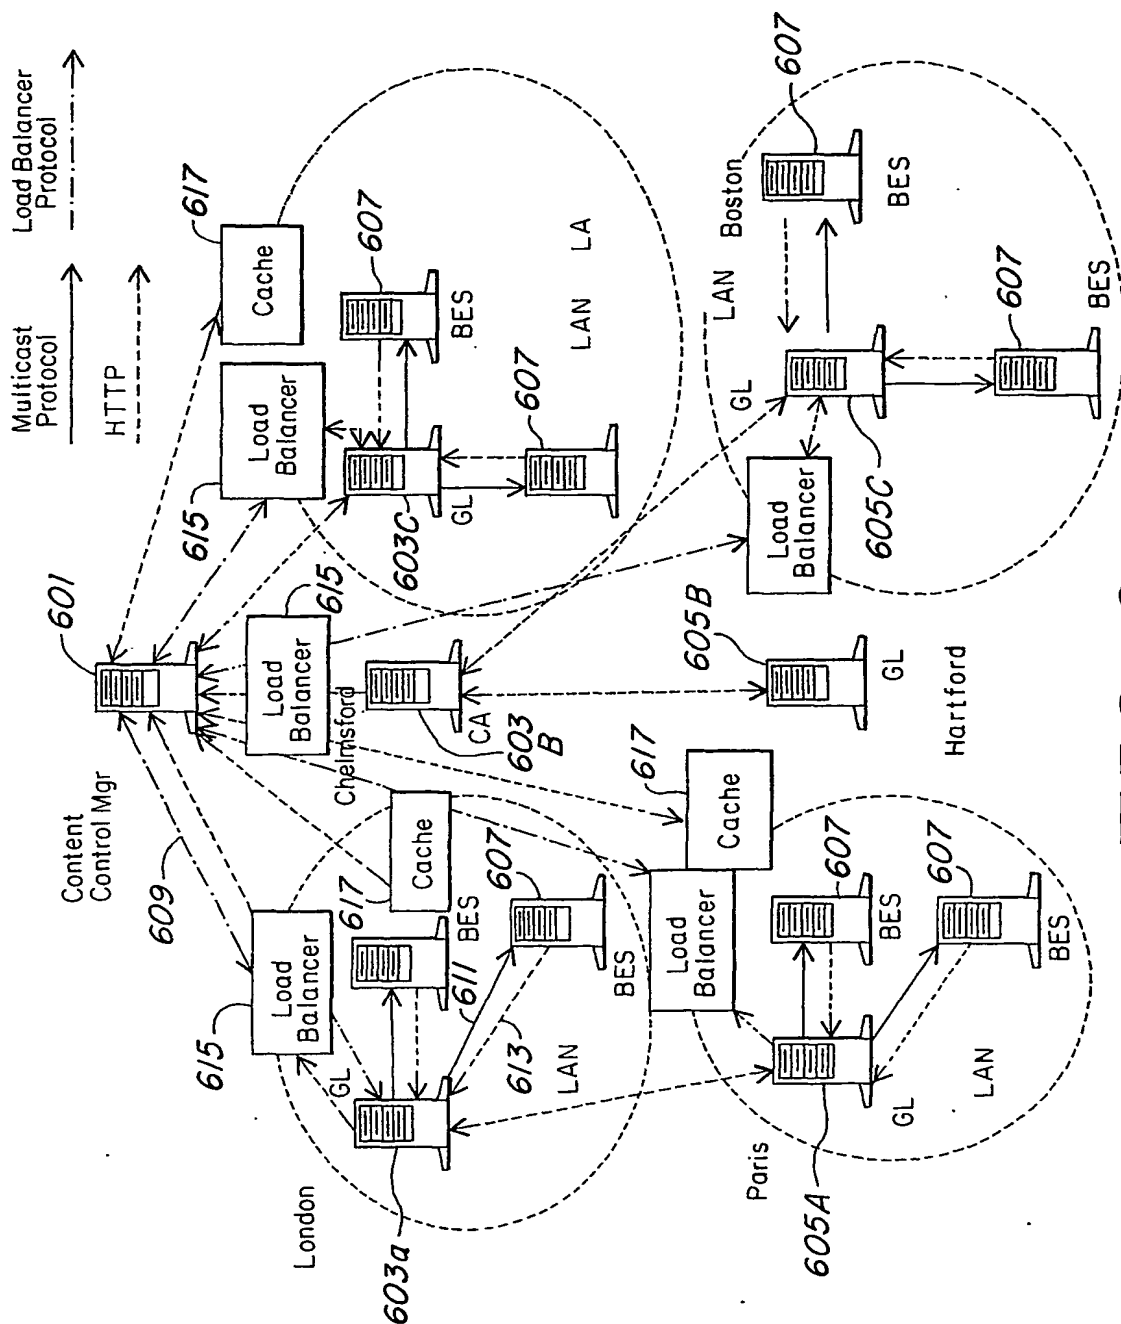 Multicast
Protocol
Load Balancer
Protocol
HTTP
601
Content
Control Mgr
609
615
Load
Balancer
London
GL
603a
617
BES
Cache
607
611
613
BES
LAN
Load
Balancer
615
Chelmsford
CA
603
B
615
Load
Balancer
617
Cache
607
BES
GL
603C
607
LAN LA
Paris
Load
Balancer
617
Cache
605A
GL
607
BES
607
BES
LAN
605B
GL
Hartford
Load
Balancer
605C
GL
LAN
Boston
607
BES
607
BES